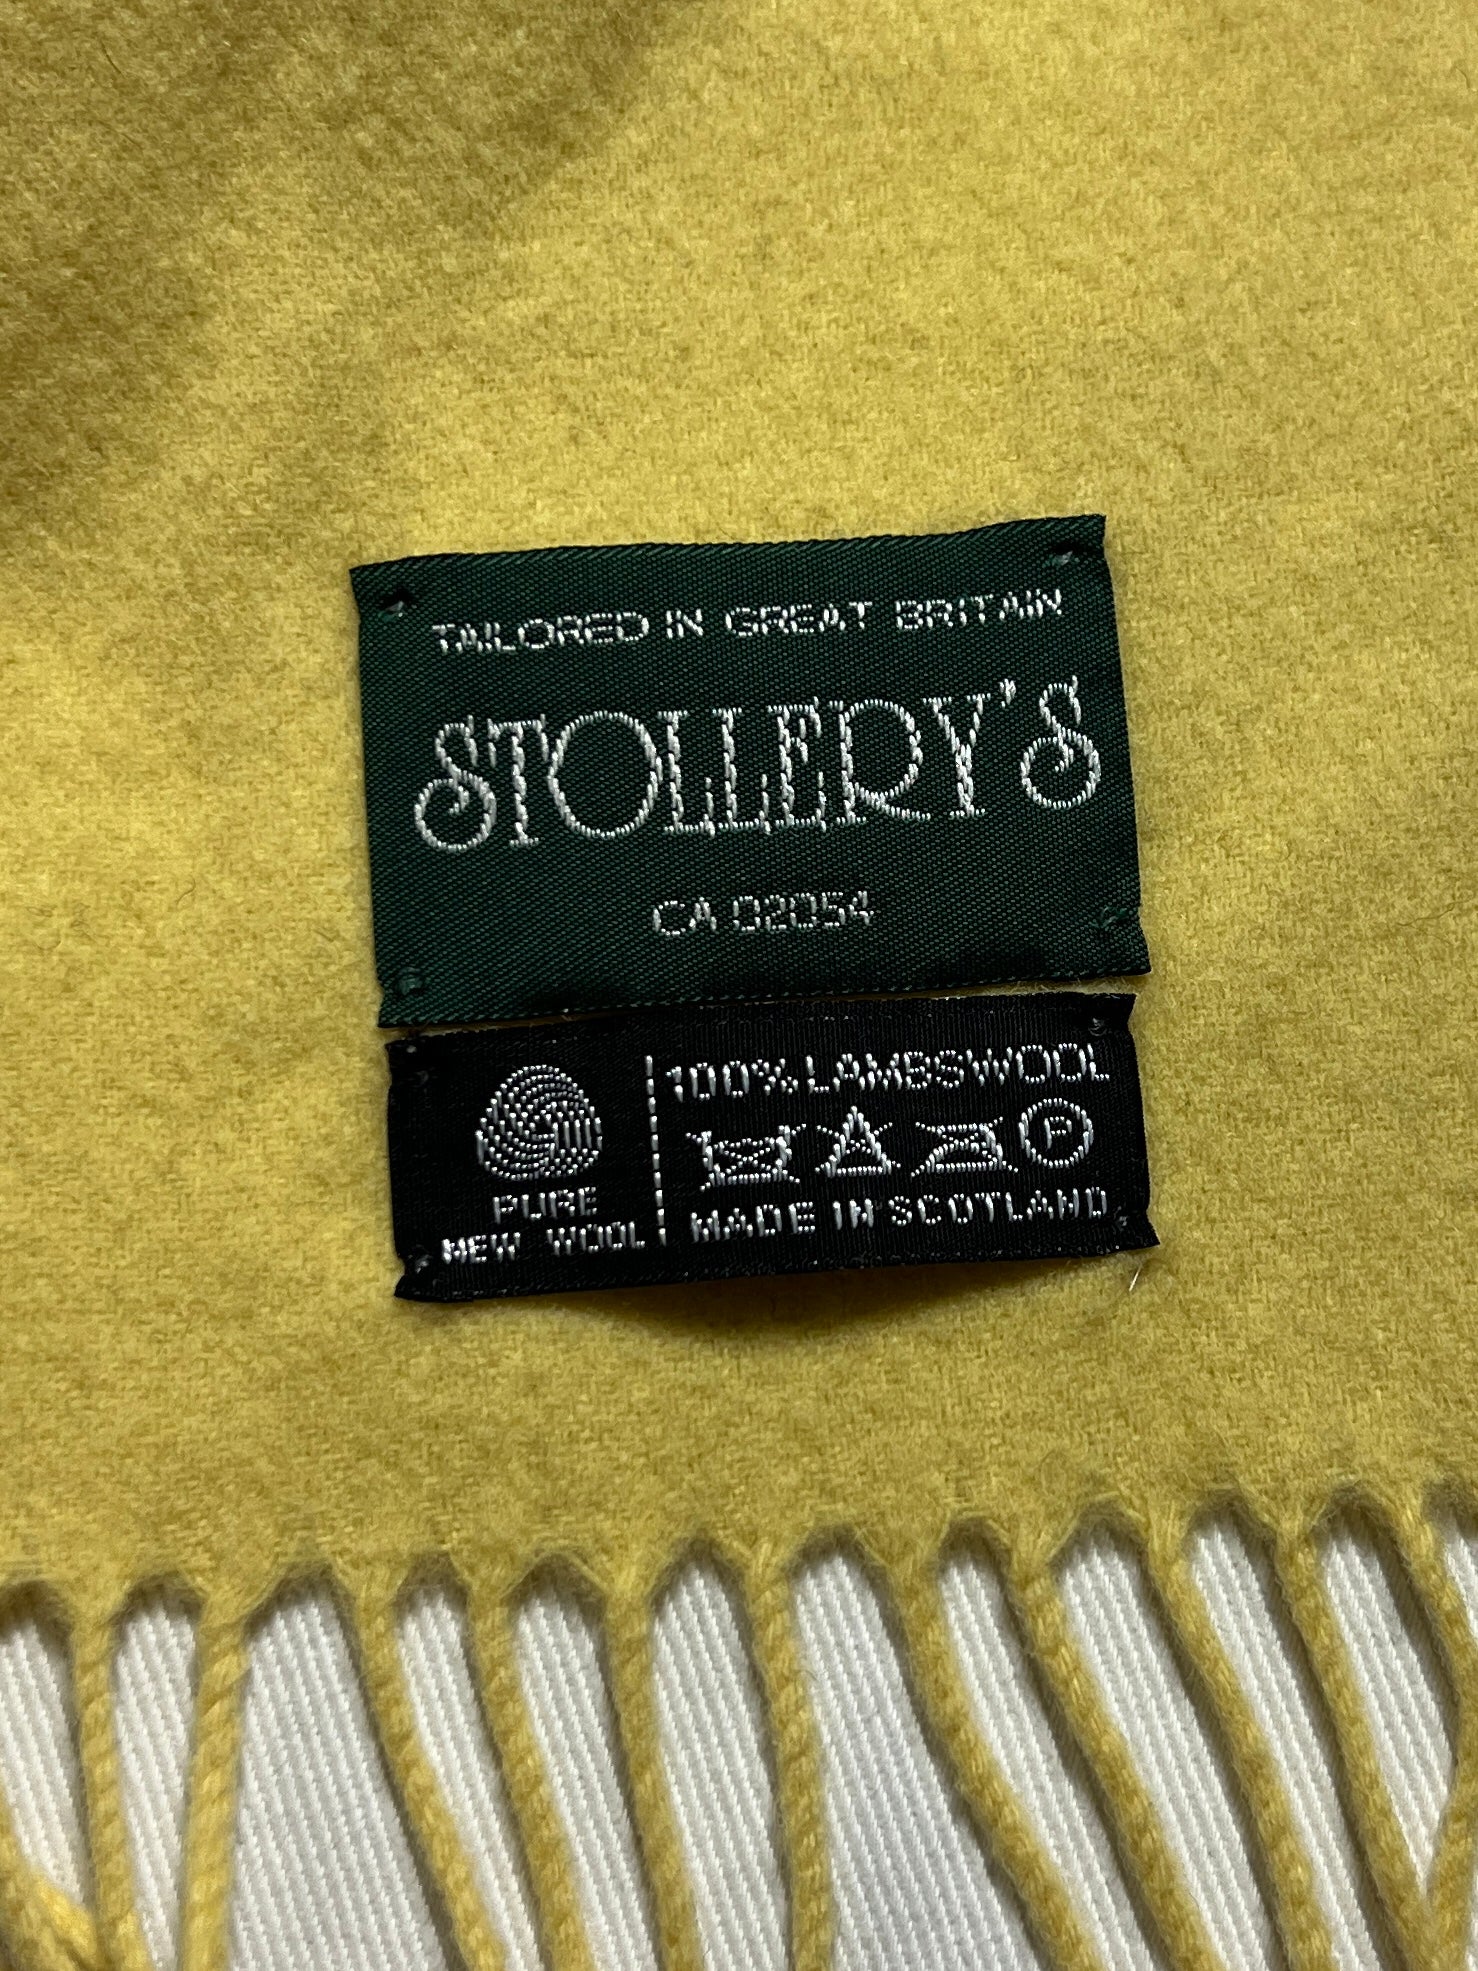 TAILORED IN GREAT BRITAIN
STOLLERY'S
CA 02054
PURE
NEW WOOL
100% LAMBSWOOL
P
MADE IN SCOTLAND